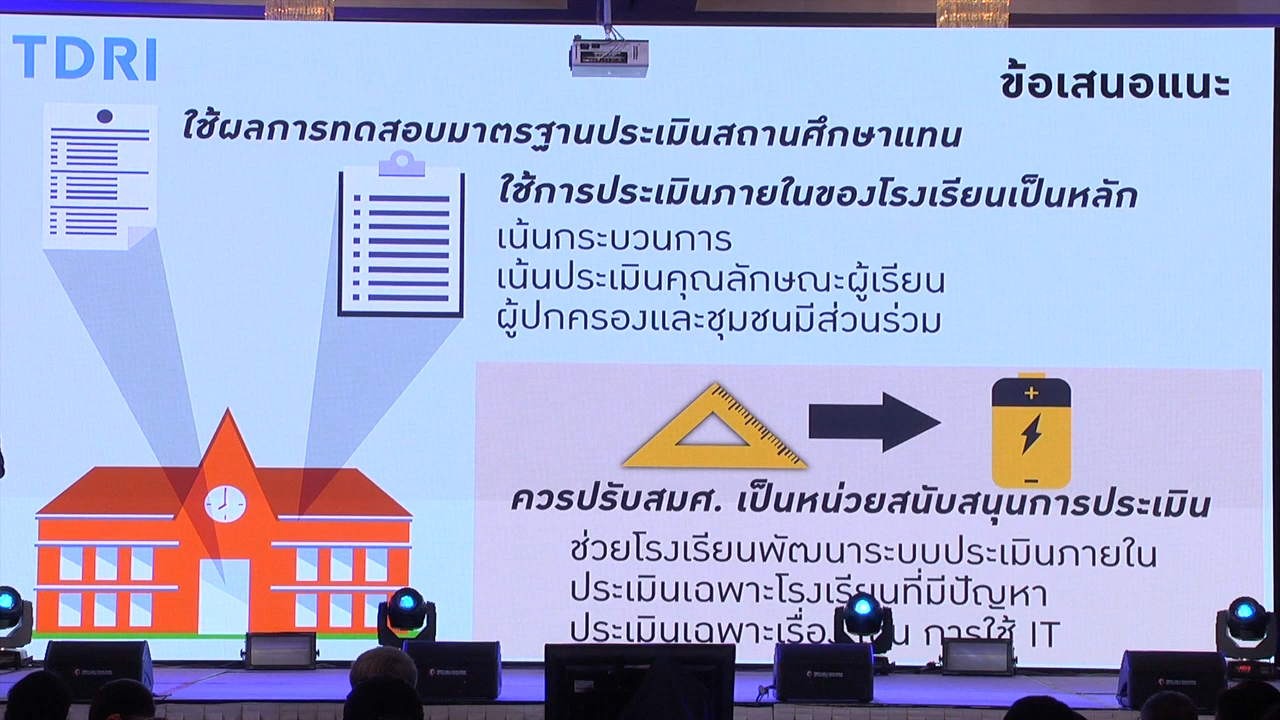 TDRI
ข้อเสนอแนะ
ใช้ผลการทดสอบมาตรฐานประเมินสถานศึกษาแทน
ใช้การประเมินภายในของโรงเรียนเป็นหลัก
เน้นกระบวนการ
เน้นประเมินคุณลักษณะผู้เรียน
ผู้ปกครองและชุมชนมีส่วนร่วม
ควรปรับสมศ. เป็นหน่วยสนับสนุนการประเมิน
ช่วยโรงเรียนพัฒนาระบบประเมินภายใน
ประเมินเฉพาะโรงเรียนที่มีปัญหา
ประเมินเฉพาะเรื่อง การใช้ IT